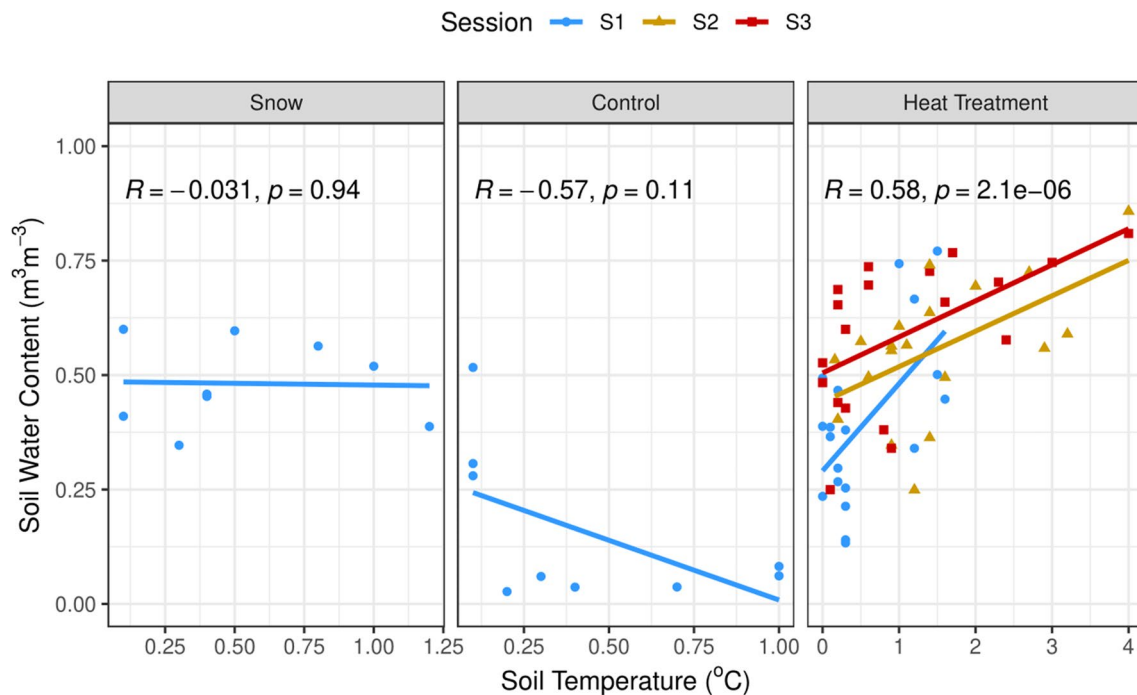 Session S1 S2 S3
Snow Control Heat Treatment
1.00
0.75
0.50
0.25
0.00
Soil Water Content (m³m⁻³)
R = −0.031, p = 0.94
R = −0.57, p = 0.11
R = 0.58, p = 2.1e−06
0.25 0.50 0.75 1.00 1.25
0.25 0.50 0.75 1.00
0 1 2 3 4
Soil Temperature (°C)